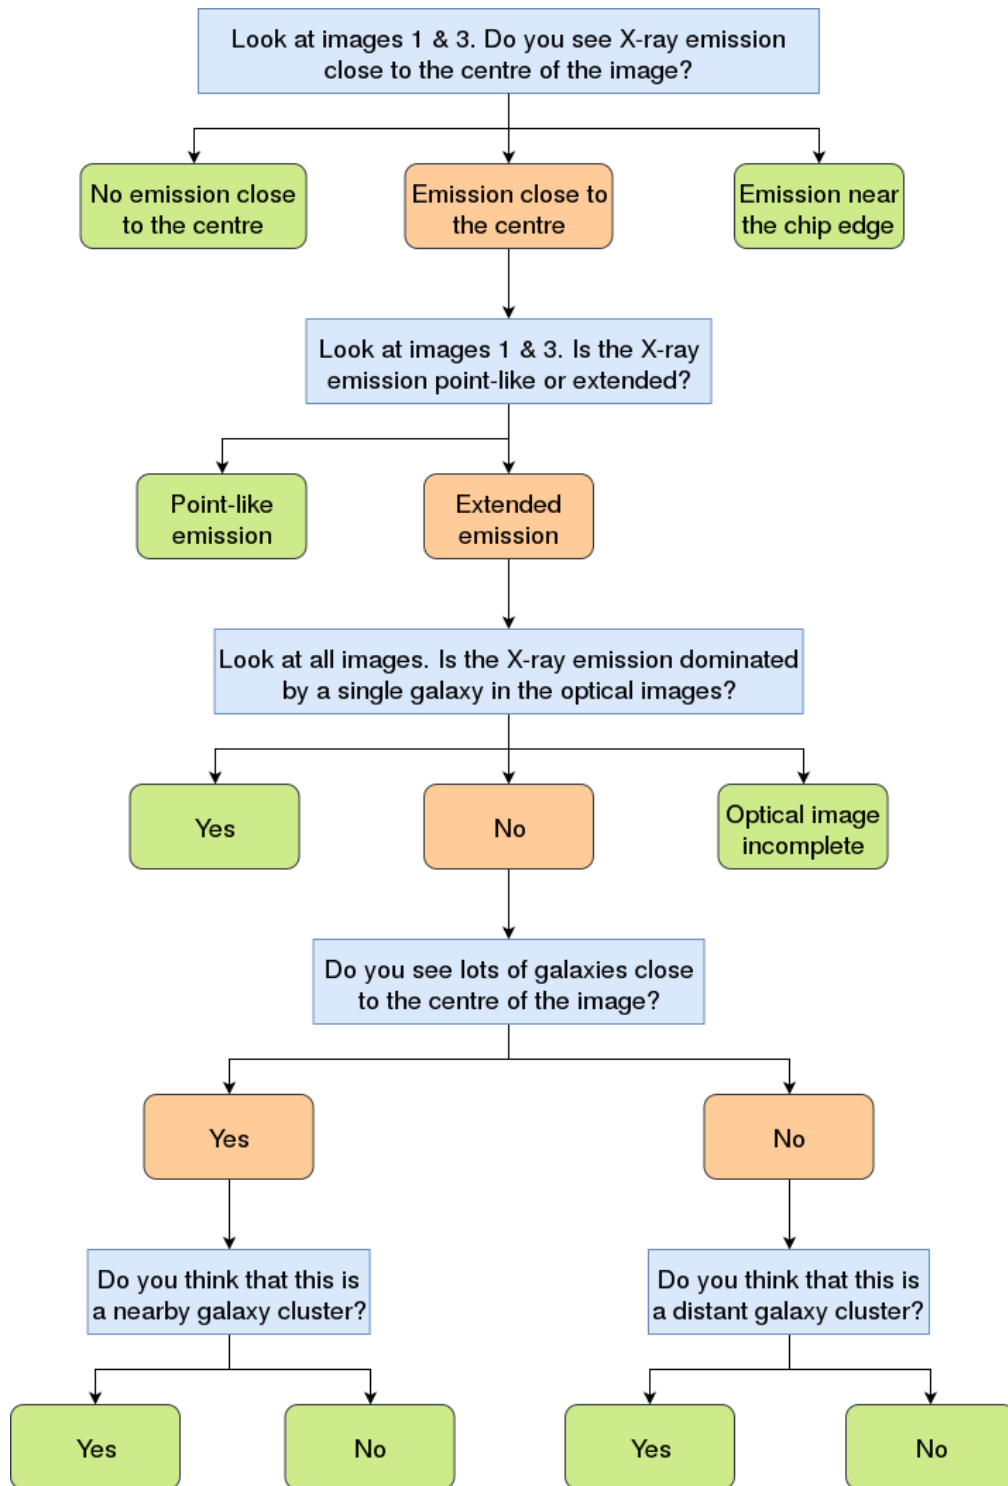 Look at images 1 & 3. Do you see X-ray emission
close to the centre of the image?
No emission close
to the centre
Emission close to
the centre
Emission near
the chip edge
Look at images 1 & 3. Is the X-ray
emission point-like or extended?
Point-like
emission
Extended
emission
Look at all images. Is the X-ray emission dominated
by a single galaxy in the optical images?
Yes
No
Optical image
incomplete
Do you see lots of galaxies close
to the centre of the image?
Yes
No
Do you think that this is
a nearby galaxy cluster?
Do you think that this is
a distant galaxy cluster?
Yes
No
Yes
No